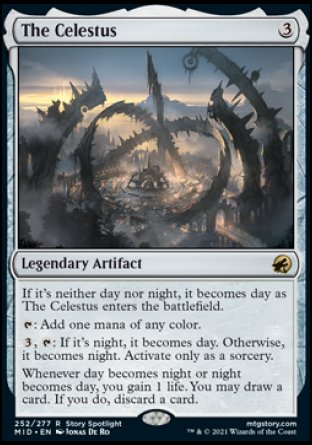 The Celestus 3
Legendary Artifact
If it's neither day nor night, it becomes day as
The Celestus enters the battlefield.
: Add one mana of any color.
3, : If it's night, it becomes day. Otherwise,
it becomes night. Activate only as a sorcery.
Whenever day becomes night or night
becomes day, you gain 1 life. You may draw a
card. If you do, discard a card.
252/277 R Story Spotlight mtgstory.com
MID • EN Jonas De Ro ™ & © 2021 Wizards of the Coast